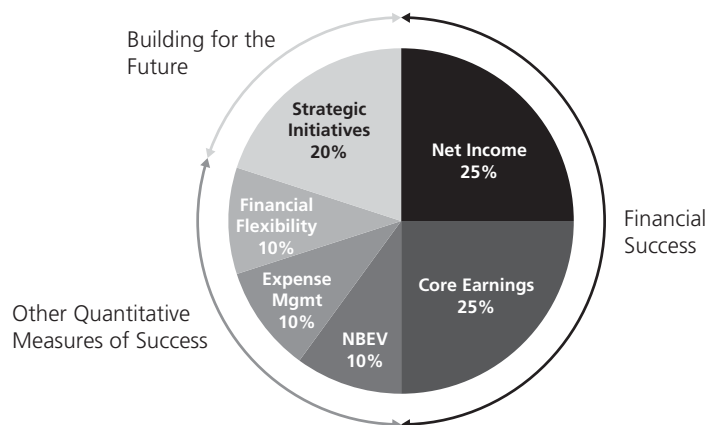 Building for the
Future
Strategic
Initiatives
20%
Net Income
25%
Financial
Flexibility
10%
Financial
Success
Expense
Mgmt
10%
Core Earnings
25%
Other Quantitative
Measures of Success
NBEV
10%